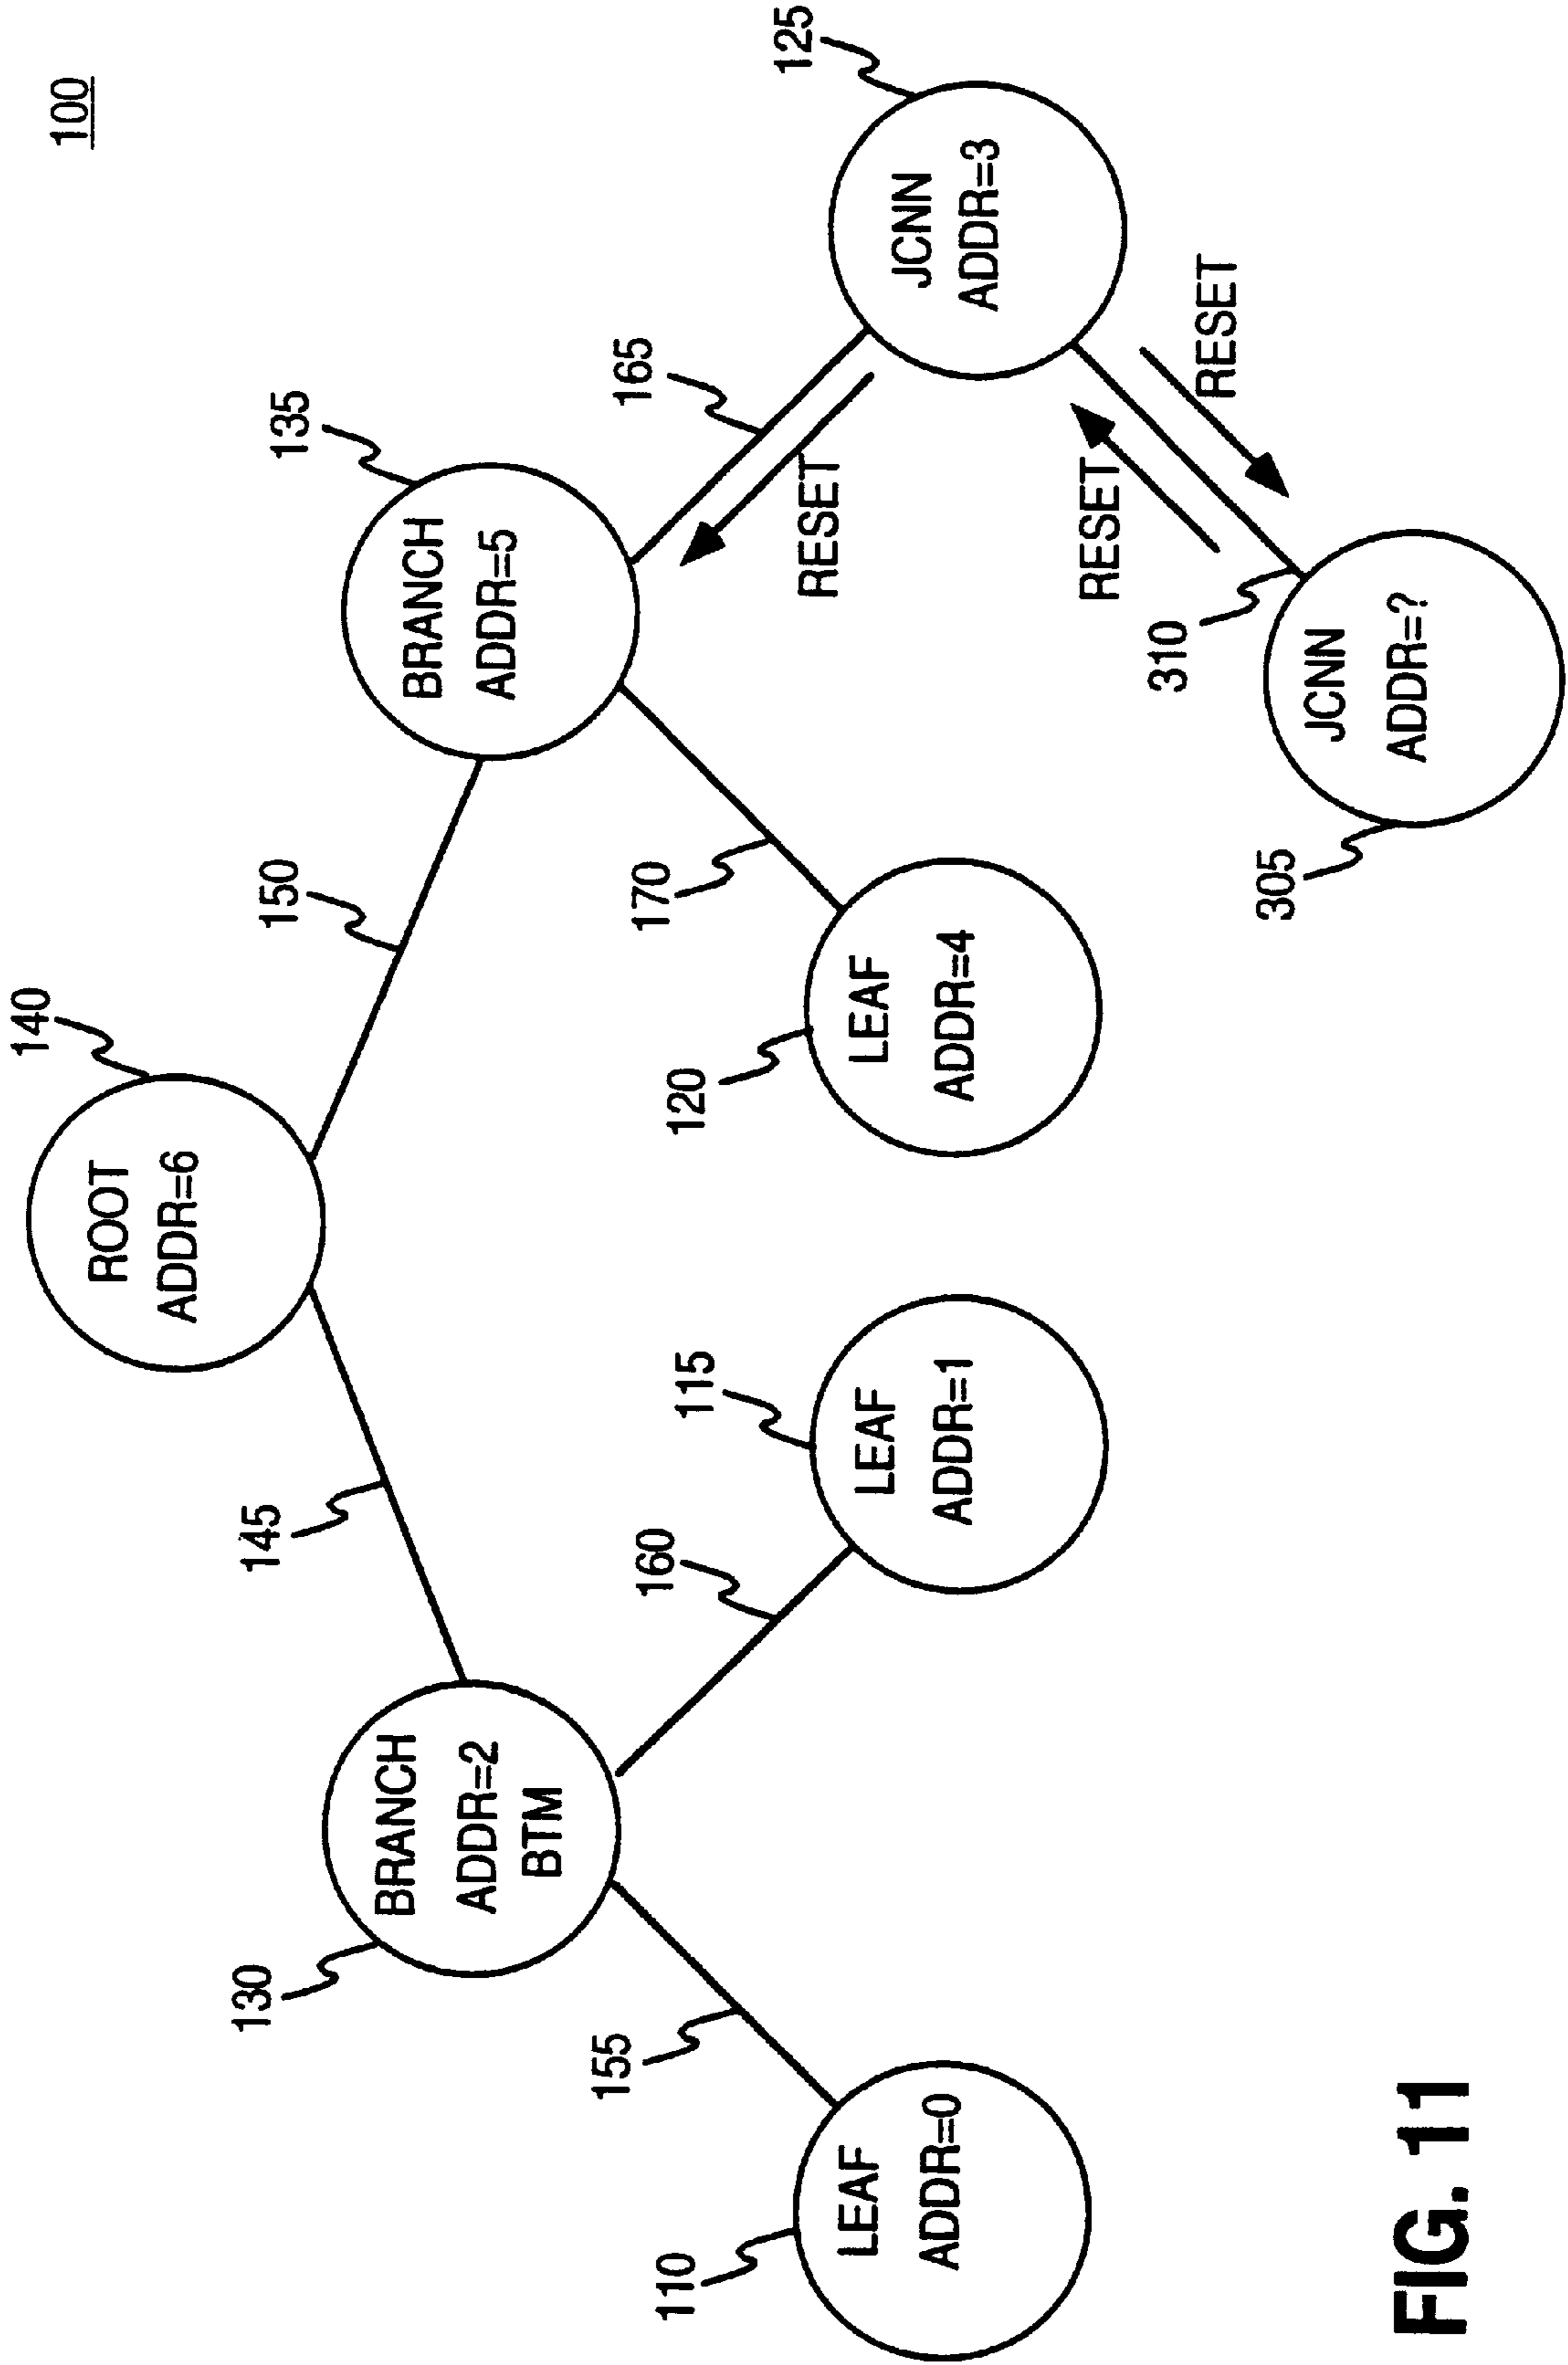 100
140
ROOT
ADDR=6
145
150
130
BRANCH
ADDR=2
BTM
135
BRANCH
ADDR=5
155
160
170
165
RESET
110
LEAF
ADDR=0
115
LEAF
ADDR=1
120
LEAF
ADDR=4
125
JCNN
ADDR=3
RESET
RESET
310
305
JCNN
ADDR=?
FIG. 11